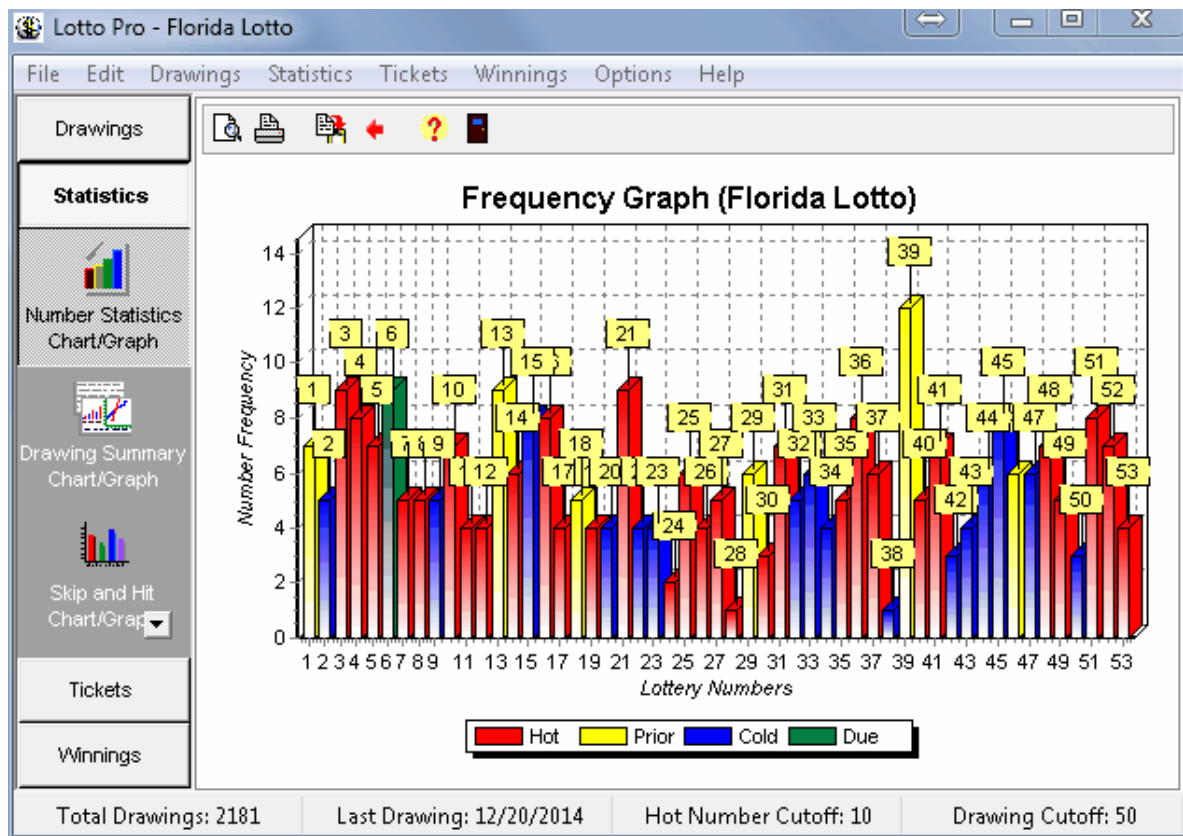 Lotto Pro - Florida Lotto
File Edit Drawings Statistics Tickets Winnings Options Help
Drawings
Statistics
Number Statistics
Chart/Graph
Drawing Summary
Chart/Graph
Skip and Hit
Tickets
Winnings
Frequency Graph (Florida Lotto)
Number Frequency
14
12
10
8
6
4
2
0
39
3 6 13 21
4 15 36 45 51
1 5 10 31 41 48 52
2 14 25 27 29 33 37 44 47
9 18 32 35 40 49
12 17 20 23 26 34 43 53
24 30 42 50
28 38
1 2 3 4 5 6 7 9 11 13 15 17 19 21 23 25 27 29 31 33 35 37 39 41 43 45 47 49 51 53
Lottery Numbers
Hot Prior Cold Due
Total Drawings: 2181 Last Drawing: 12/20/2014 Hot Number Cutoff: 10 Drawing Cutoff: 50